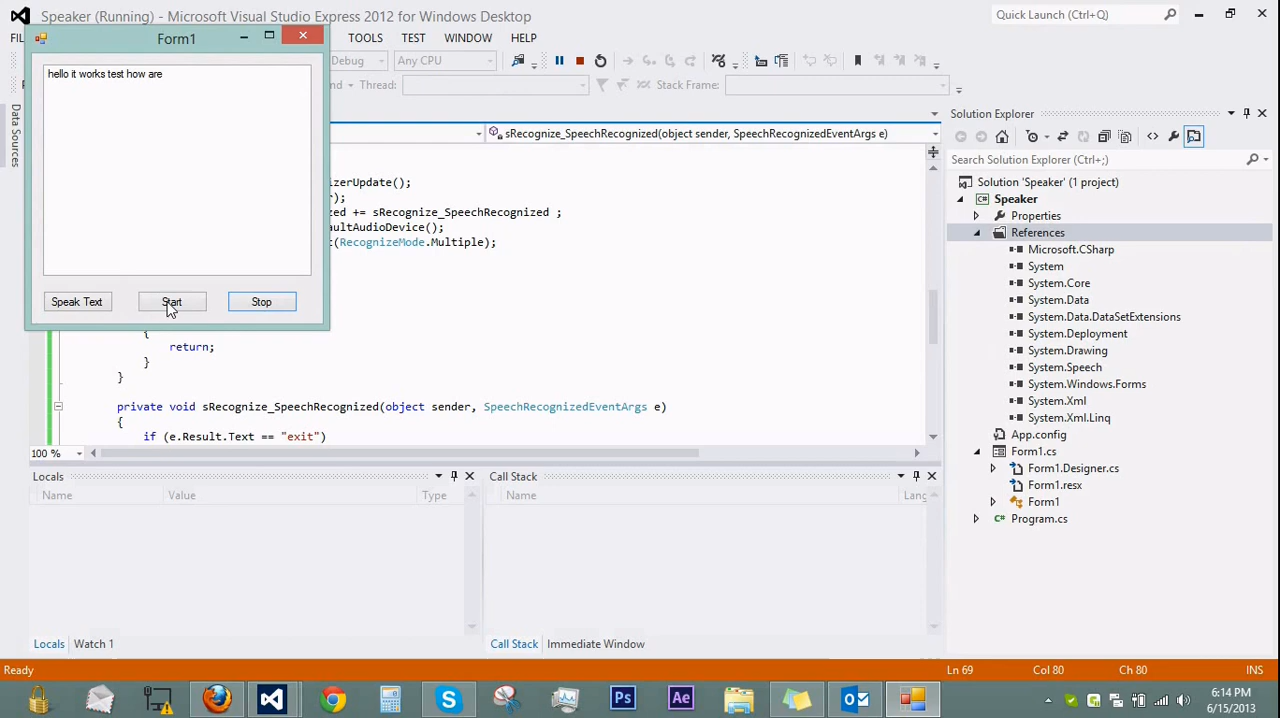 Speaker (Running) - Microsoft Visual Studio Express 2012 for Windows Desktop
Quick Launch (Ctrl+Q)
Form1
TOOLS TEST WINDOW HELP
Debug
Any CPU
Thread:
Stack Frame:
hello it works test how are
Speak Text
Start
Stop
Data Sources
sRecognize_SpeechRecognized(object sender, SpeechRecognizedEventArgs e)
zerUpdate();
r);
ed += sRecognize_SpeechRecognized ;
aultAudioDevice();
t(RecognizeMode.Multiple);
{
return;
}
}
private void sRecognize_SpeechRecognized(object sender, SpeechRecognizedEventArgs e)
{
if (e.Result.Text == "exit")
100 %
Locals
Name Value Type
Call Stack
Name Lang
Locals Watch 1
Call Stack Immediate Window
Solution Explorer
Search Solution Explorer (Ctrl+;)
Solution 'Speaker' (1 project)
Speaker
Properties
References
Microsoft.CSharp
System
System.Core
System.Data
System.Data.DataSetExtensions
System.Deployment
System.Drawing
System.Speech
System.Windows.Forms
System.Xml
System.Xml.Linq
App.config
Form1.cs
Form1.Designer.cs
Form1.resx
Form1
Program.cs
Ready
Ln 69 Col 80 Ch 80 INS
Ps
Ae
6:14 PM
6/15/2013